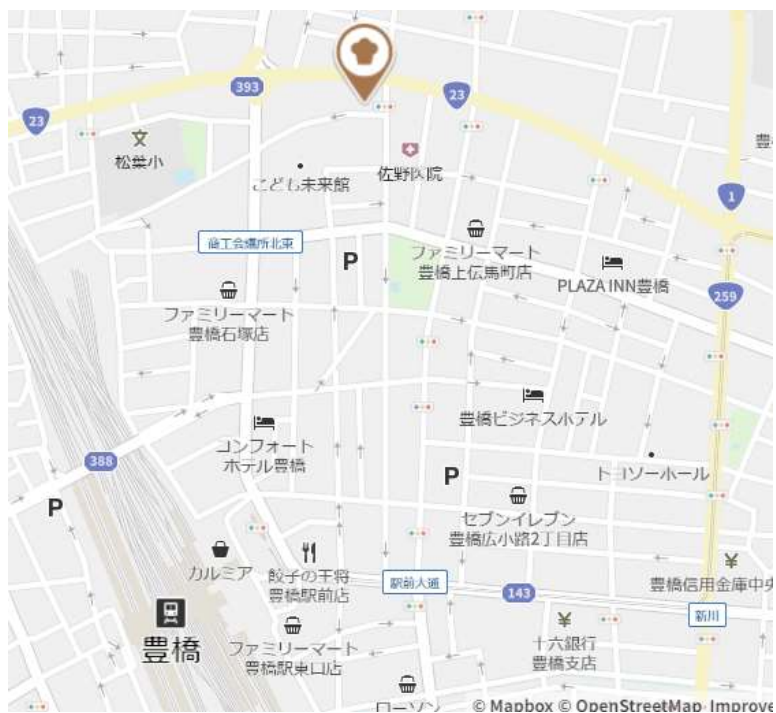 393
23
23
松葉小
佐野医院
こども未来館
1
商工会議所北東
P
ファミリーマート
豊橋上伝馬町店
PLAZA INN豊橋
259
ファミリーマート
豊橋石塚店
豊橋ビジネスホテル
コンフォート
ホテル豊橋
388
トヨソーホール
P
P
セブンイレブン
豊橋広小路2丁目店
カルミア
餃子の王将
豊橋駅前店
駅前大通
143
豊橋信用金庫中央
新川
豊橋
ファミリーマート
豊橋駅東口店
十六銀行
豊橋支店
ローソン
© Mapbox © OpenStreetMap Improve